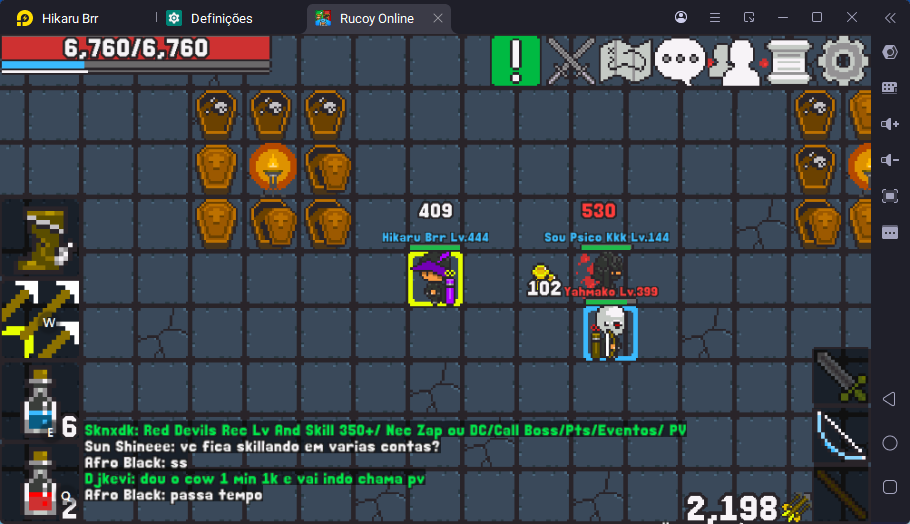 Hikaru Brr
Definições
Rucoy Online
6,760/6,760
409
530
Hikaru Brr Lv.444
Sou Psico Kkk Lv.144
102
Yahmako Lv.399
W
E
6
Sknxdk: Red Devils Rec Lv And Skill 350+/ Nec Zap ou DC/Call Boss/Pts/Eventos/ PV
Sun Shineee: vc fica skillando em varias contas?
Afro Black: ss
Djkevi: dou o cow 1 min 1k e vai indo chama pv
Afro Black: passa tempo
Q
2
2,198